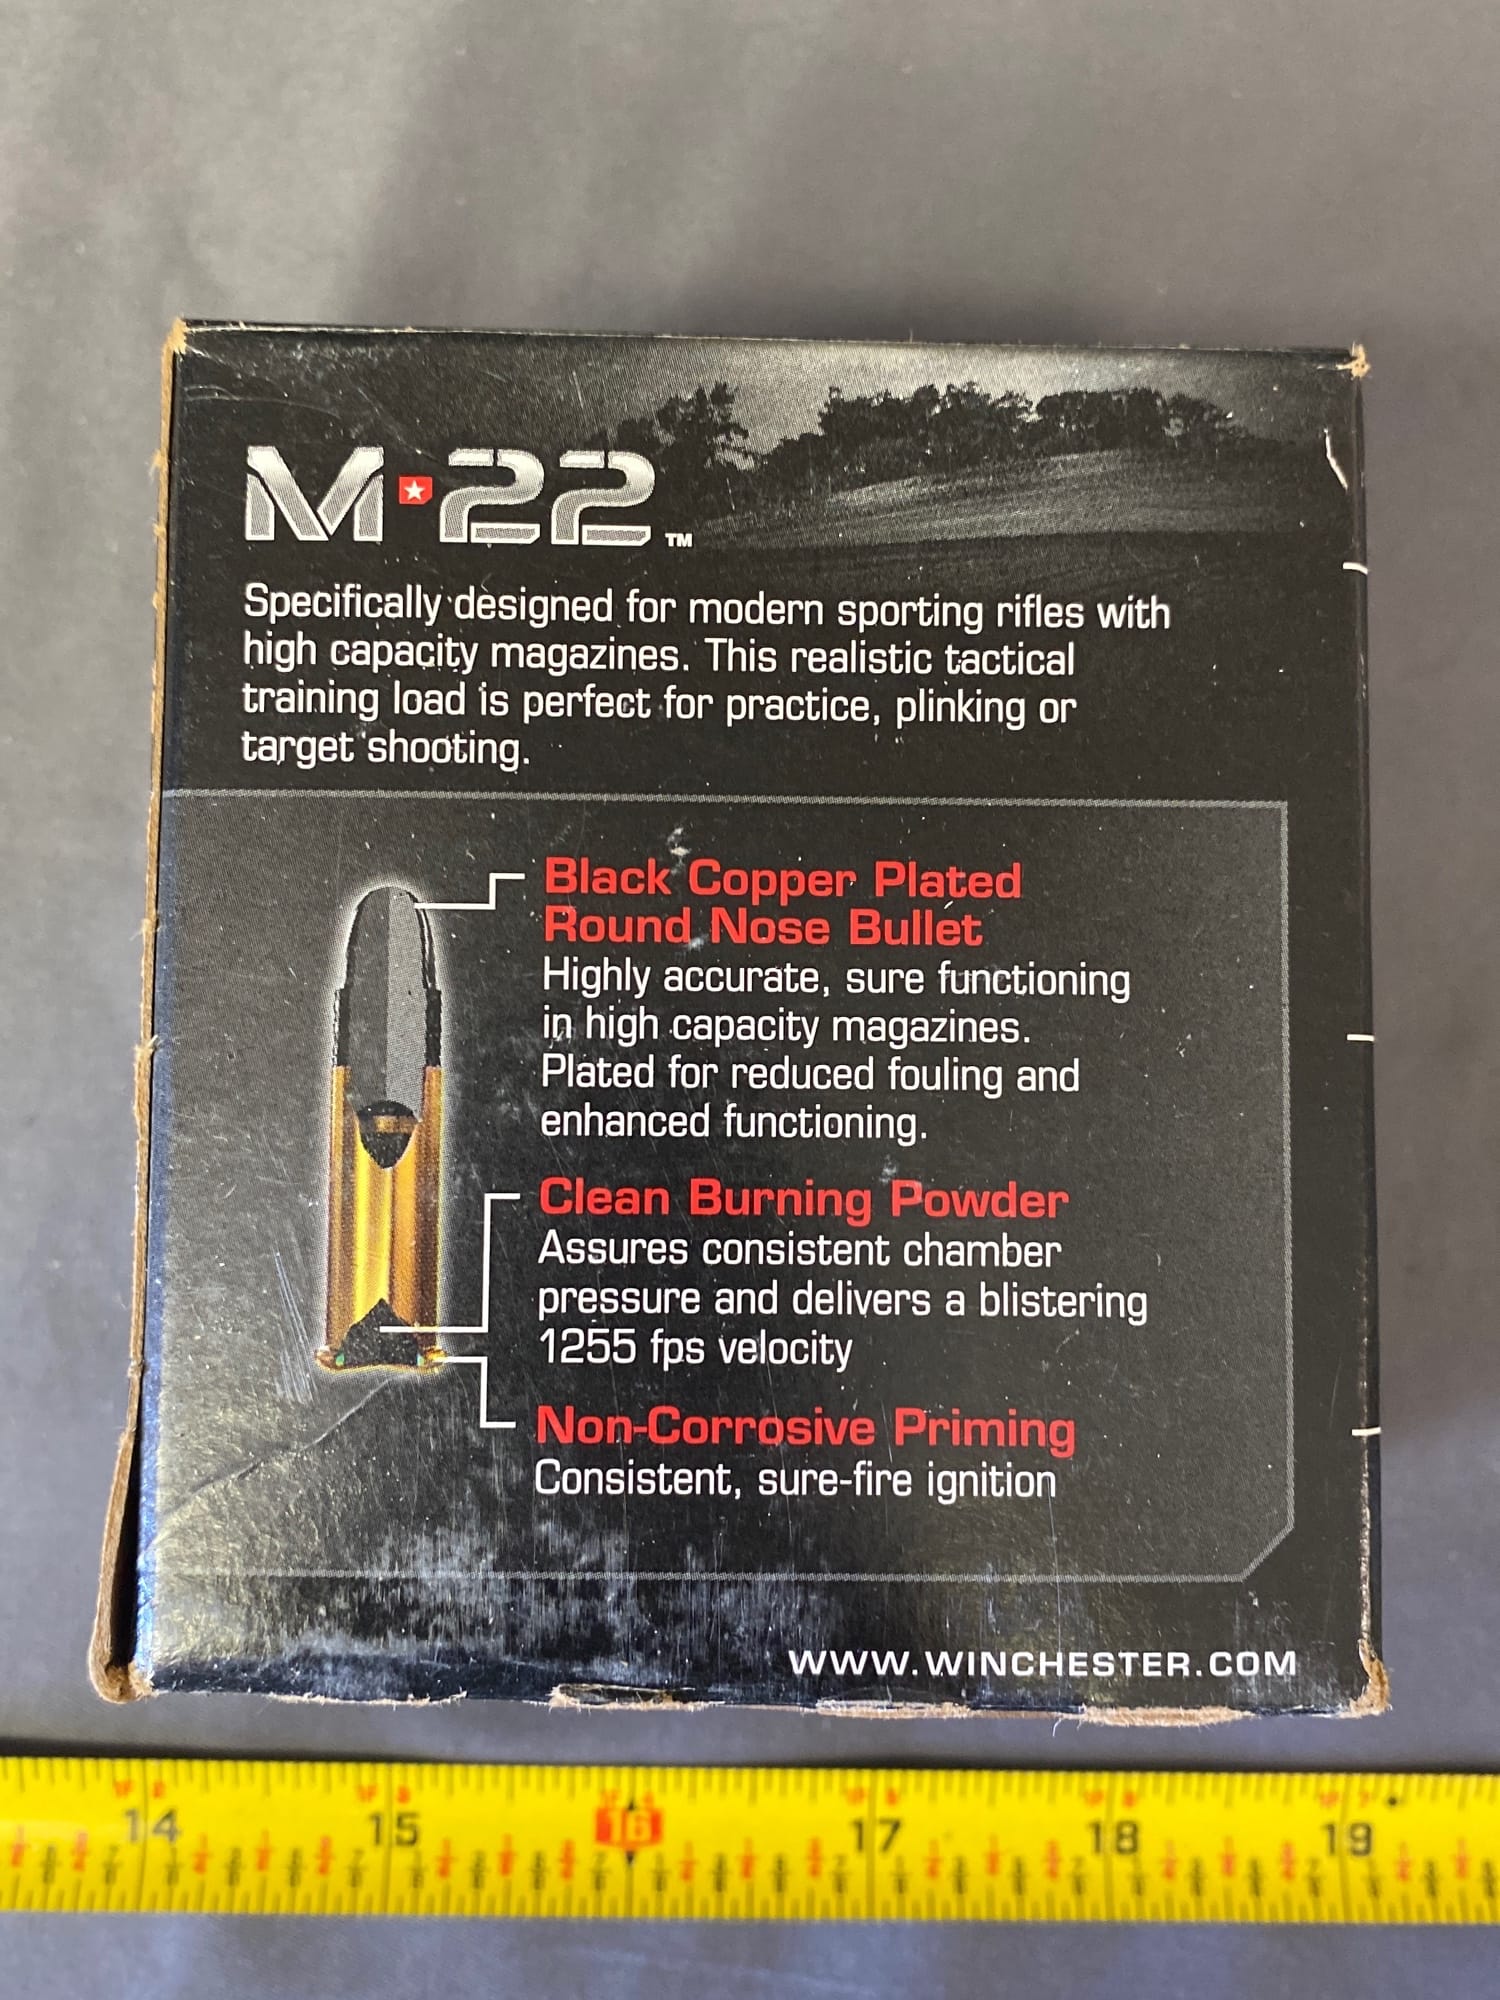 M★22™
Specifically designed for modern sporting rifles with
high capacity magazines. This realistic tactical
training load is perfect for practice, plinking or
target shooting.
Black Copper Plated
Round Nose Bullet
Highly accurate, sure functioning
in high capacity magazines.
Plated for reduced fouling and
enhanced functioning.
Clean Burning Powder
Assures consistent chamber
pressure and delivers a blistering
1255 fps velocity
Non-Corrosive Priming
Consistent, sure-fire ignition
WWW.WINCHESTER.COM
14 15 16 17 18 19